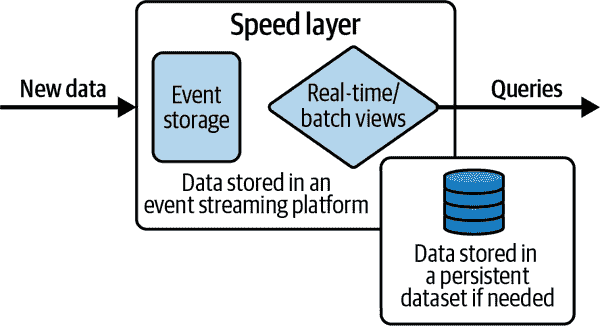 Speed layer
New data
Event
storage
Real-time/
batch views
Queries
Data stored in an
event streaming platform
Data stored in
a persistent
dataset if needed